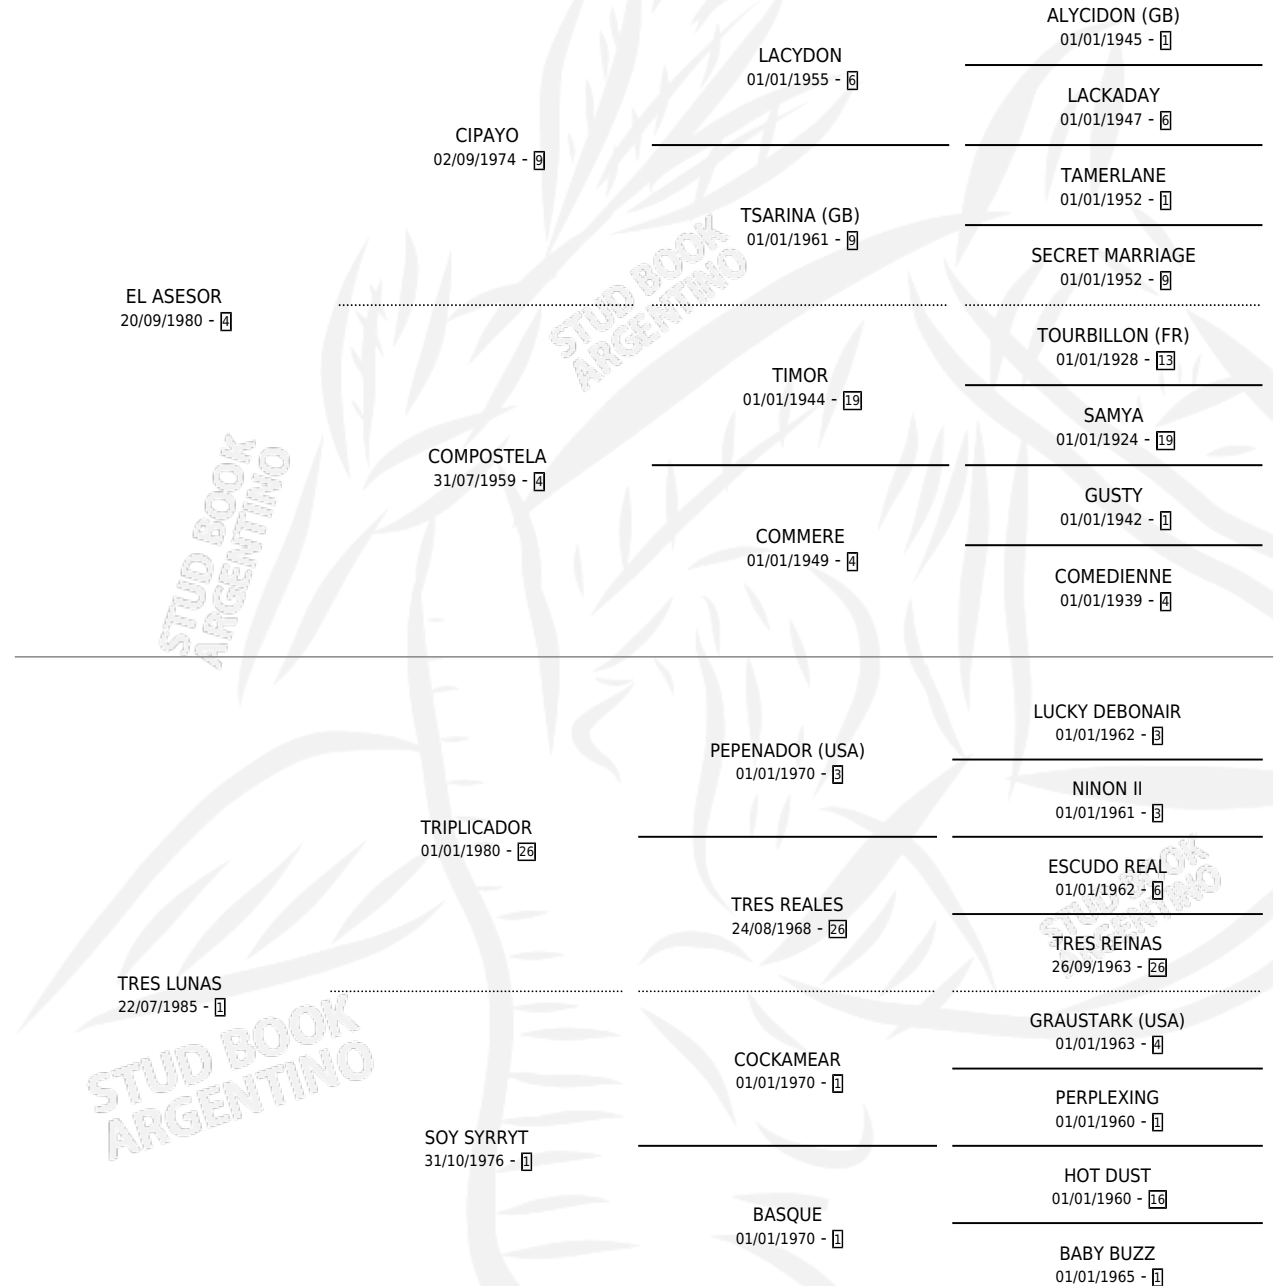 ALYCIDON (GB)
01/01/1945 - 1
LACYDON
01/01/1955 - 6
LACKADAY
01/01/1947 - 6
CIPAYO
02/09/1974 - 9
TAMERLANE
01/01/1952 - 1
TSARINA (GB)
01/01/1961 - 9
SECRET MARRIAGE
01/01/1952 - 9
EL ASESOR
20/09/1980 - 4
STUD BOOK
ARGENTINO
TOURBILLON (FR)
01/01/1928 - 13
TIMOR
01/01/1944 - 19
SAMYA
01/01/1924 - 19
COMPOSTELA
31/07/1959 - 4
GUSTY
01/01/1942 - 1
COMMERE
01/01/1949 - 4
COMEDIENNE
01/01/1939 - 4
STUD BOOK
ARGENTINO
LUCKY DEBONAIR
01/01/1962 - 3
PEPENADOR (USA)
01/01/1970 - 3
NINON II
01/01/1961 - 3
TRIPLICADOR
01/01/1980 - 26
ESCUDO REAL
01/01/1962 - 6
TRES REALES
24/08/1968 - 26
TRES REINAS
26/09/1963 - 26
STUD BOOK
ARGENTINO
TRES LUNAS
22/07/1985 - 1
GRAUSTARK (USA)
01/01/1963 - 4
COCKAMEAR
01/01/1970 - 1
PERPLEXING
01/01/1960 - 1
STUD BOOK
ARGENTINO
SOY SYRRYT
31/10/1976 - 1
HOT DUST
01/01/1960 - 16
BASQUE
01/01/1970 - 1
BABY BUZZ
01/01/1965 - 1